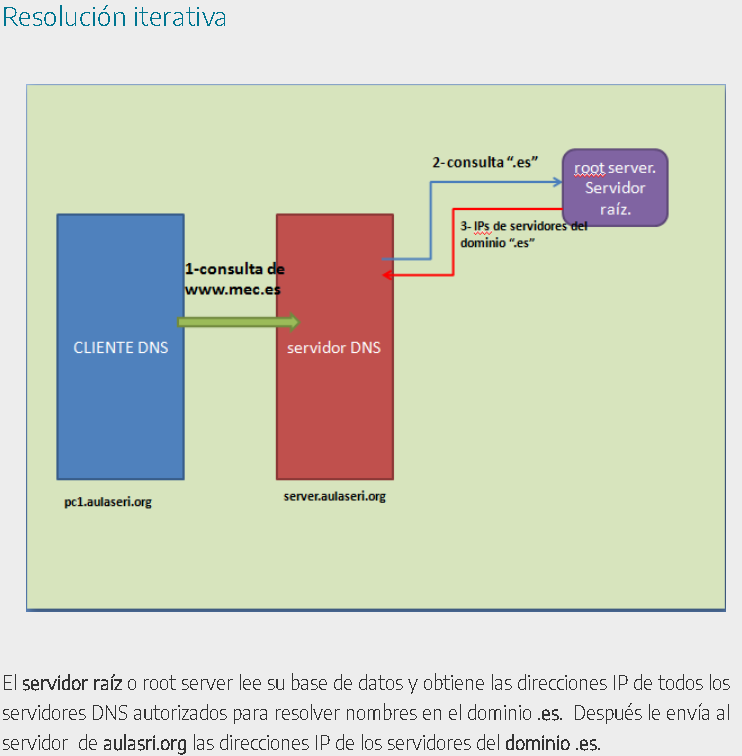 Resolución iterativa
2- consulta “.es”
root server.
Servidor
raíz.
3- IPs de servidores del
dominio “.es”
1-consulta de
www.mec.es
CLIENTE DNS
servidor DNS
pc1.aulaseri.org
server.aulaseri.org
El servidor raíz o root server lee su base de datos y obtiene las direcciones IP de todos los
servidores DNS autorizados para resolver nombres en el dominio .es. Después le envía al
servidor de aulasri.org las direcciones IP de los servidores del dominio .es.